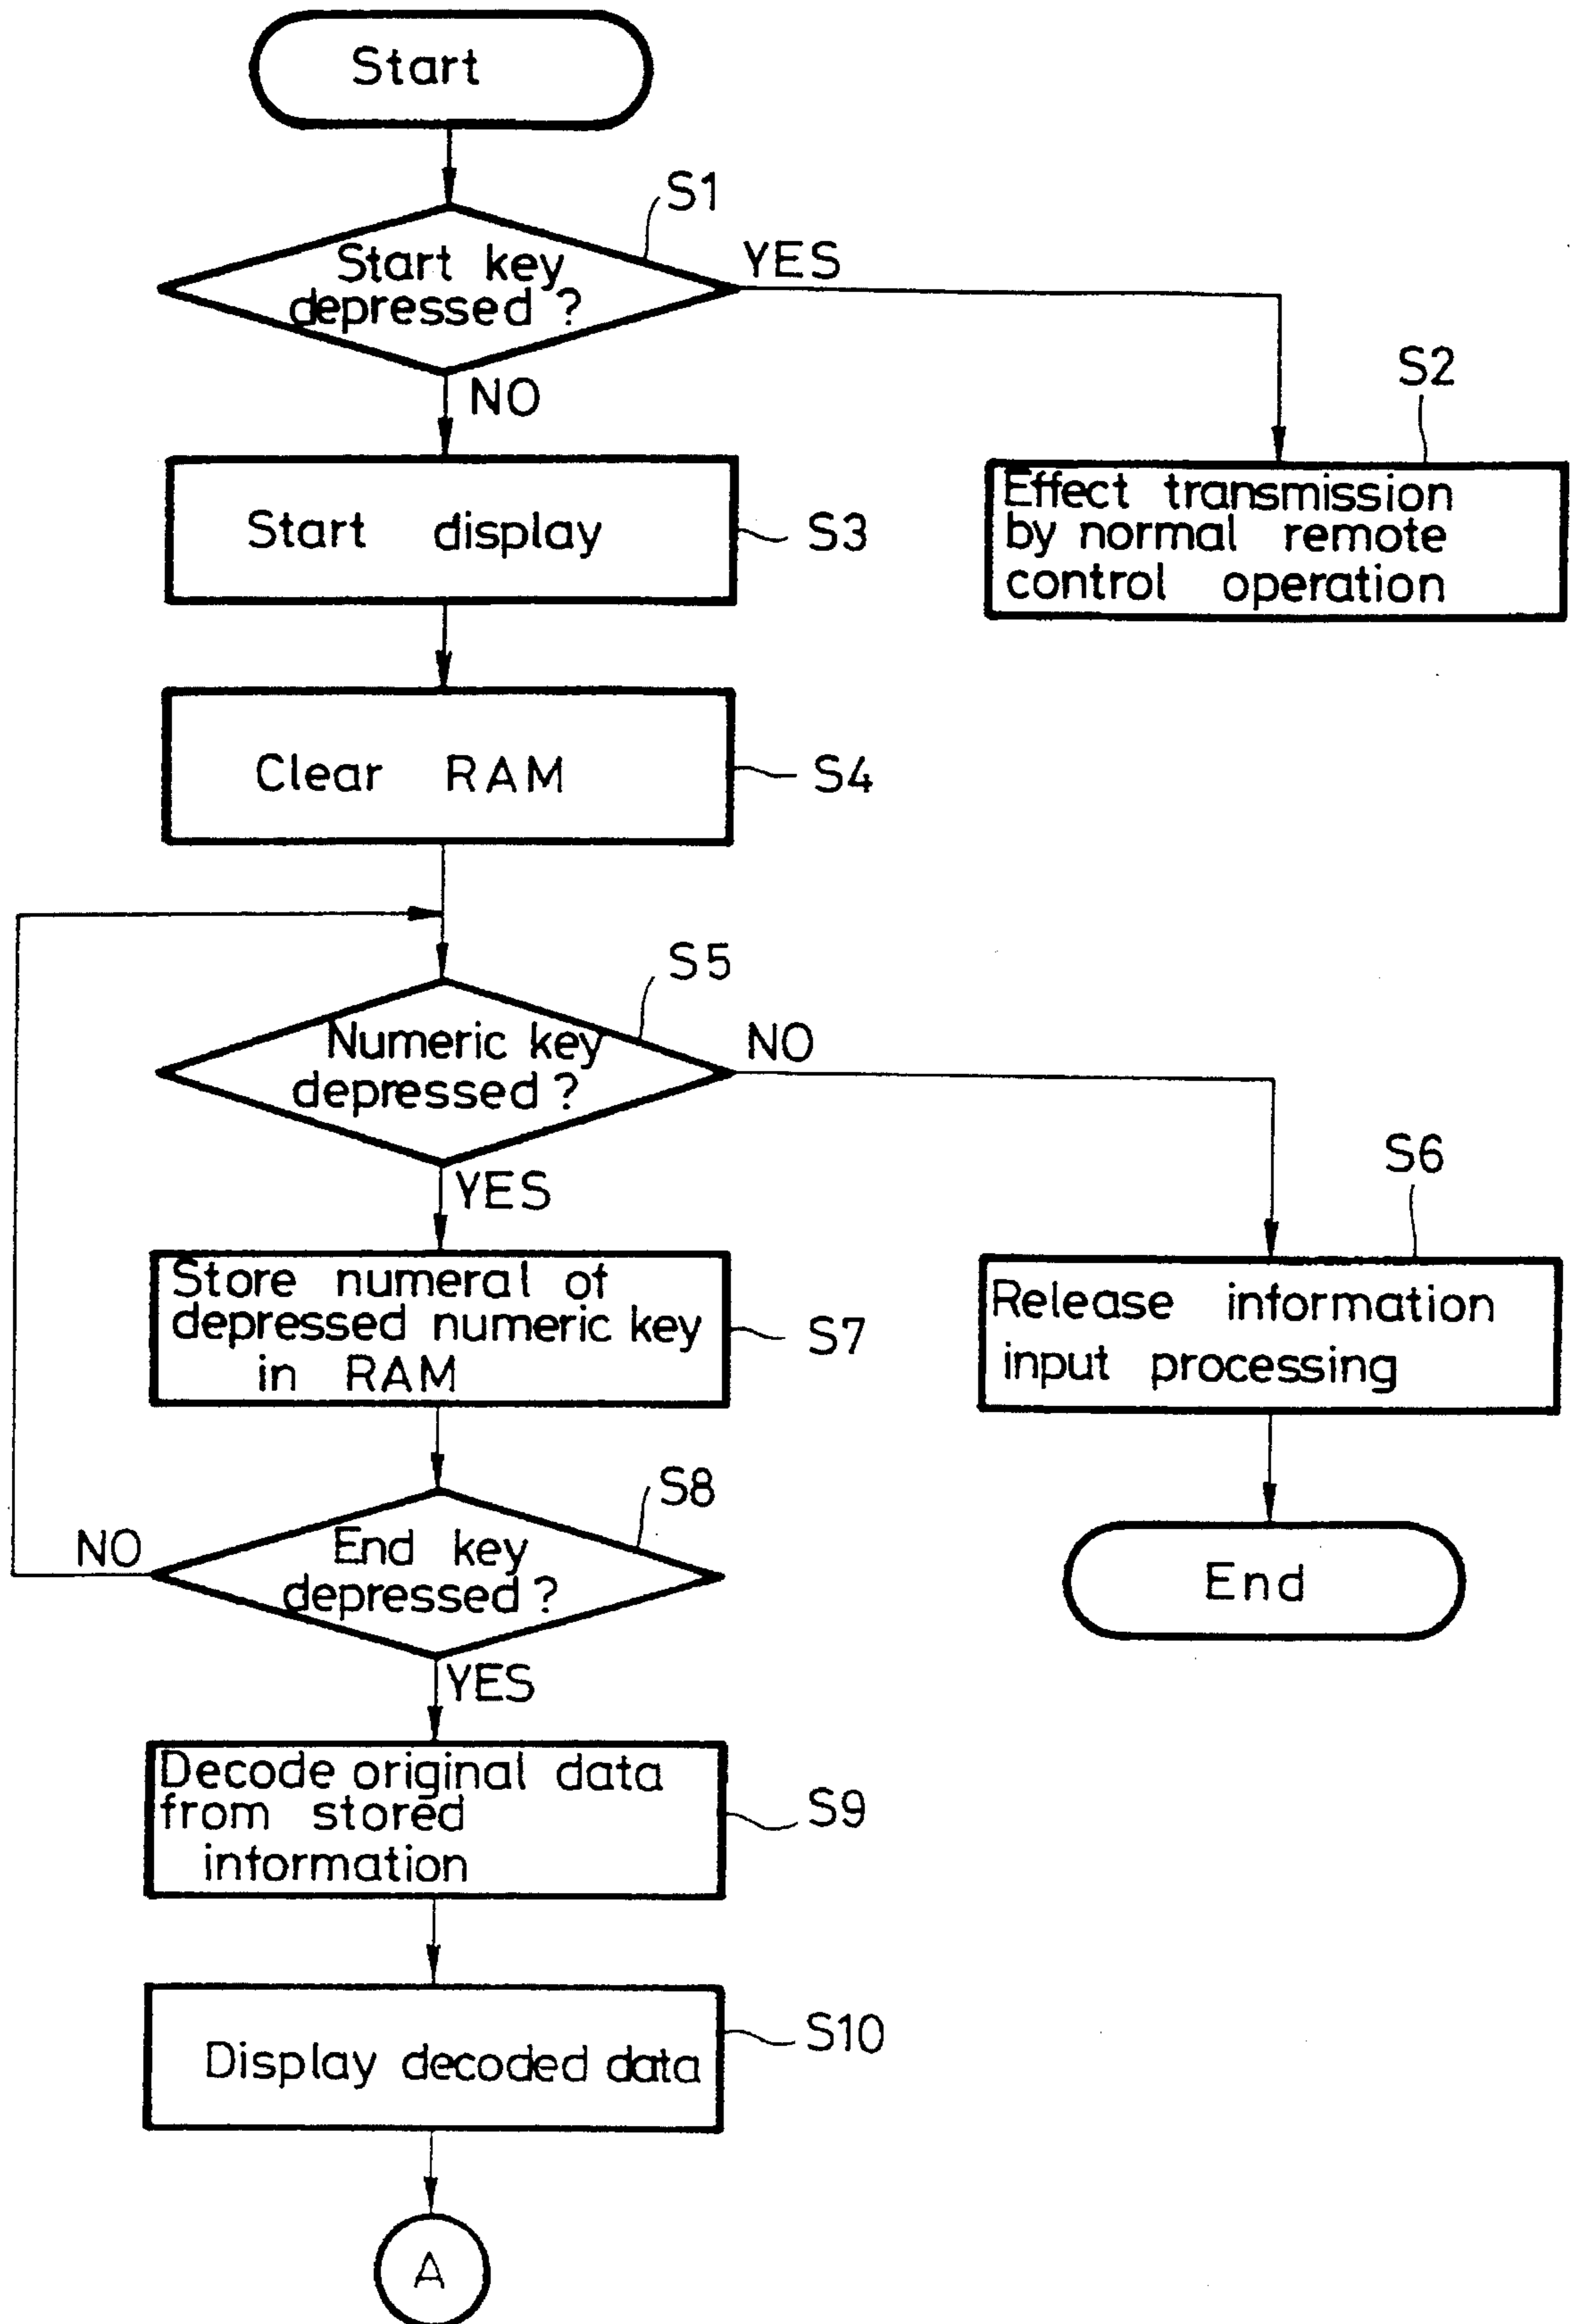 Start
S1
Start key
depressed ?
YES
NO
S2
Effect transmission
by normal remote
control operation
Start display
S3
Clear RAM
S4
S5
Numeric key
depressed ?
NO
YES
S6
Release information
input processing
Store numeral of
depressed numeric key
in RAM
S7
S8
End key
depressed ?
NO
YES
End
Decode original data
from stored
information
S9
Display decoded data
S10
A